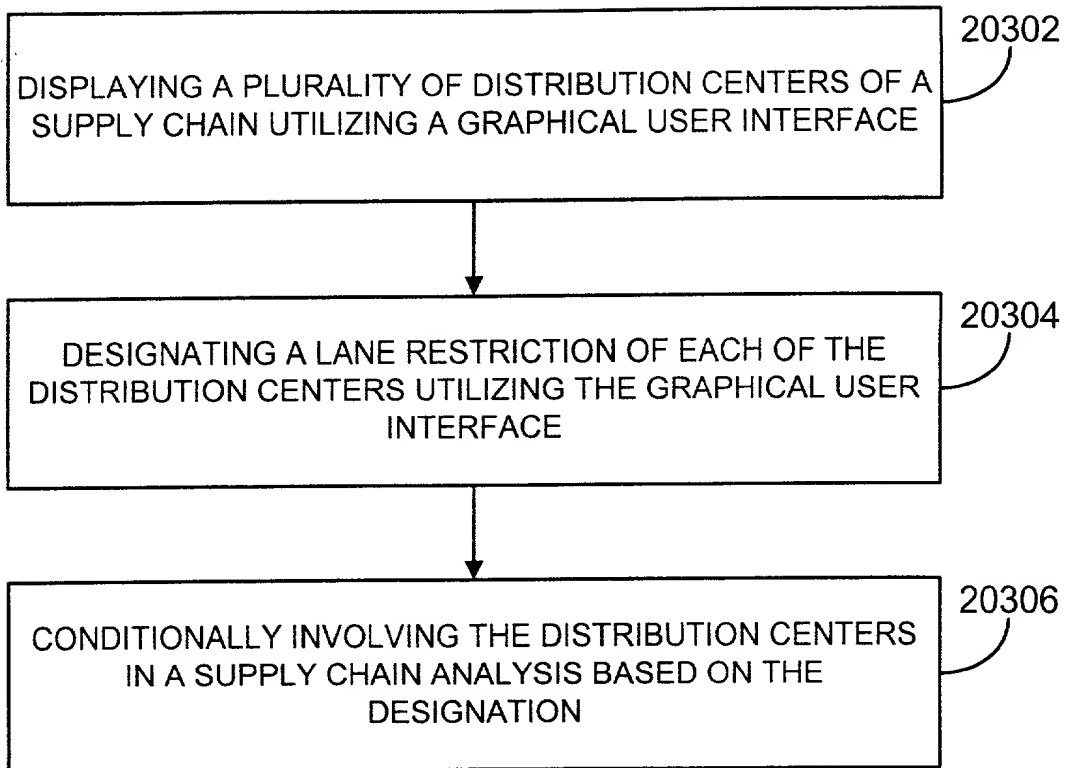 20302
DISPLAYING A PLURALITY OF DISTRIBUTION CENTERS OF A
SUPPLY CHAIN UTILIZING A GRAPHICAL USER INTERFACE
20304
DESIGNATING A LANE RESTRICTION OF EACH OF THE
DISTRIBUTION CENTERS UTILIZING THE GRAPHICAL USER
INTERFACE
20306
CONDITIONALLY INVOLVING THE DISTRIBUTION CENTERS
IN A SUPPLY CHAIN ANALYSIS BASED ON THE
DESIGNATION